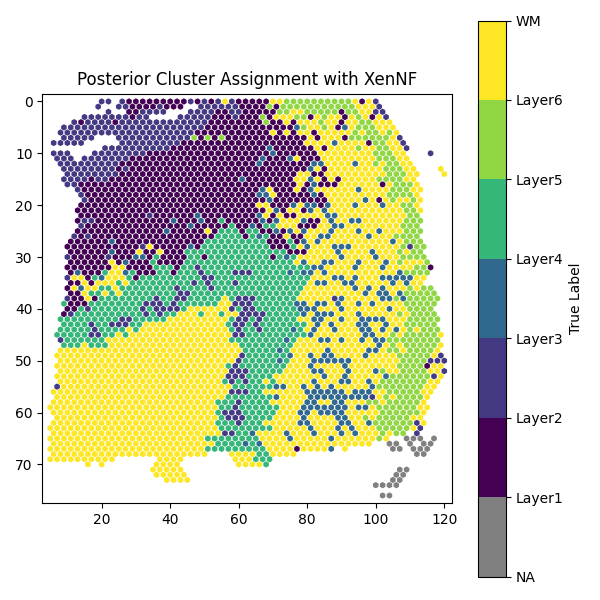 Posterior Cluster Assignment with XenNF
0
10
20
30
40
50
60
70
20
40
60
80
100
120
WM
Layer6
Layer5
Layer4
Layer3
Layer2
Layer1
NA
True Label